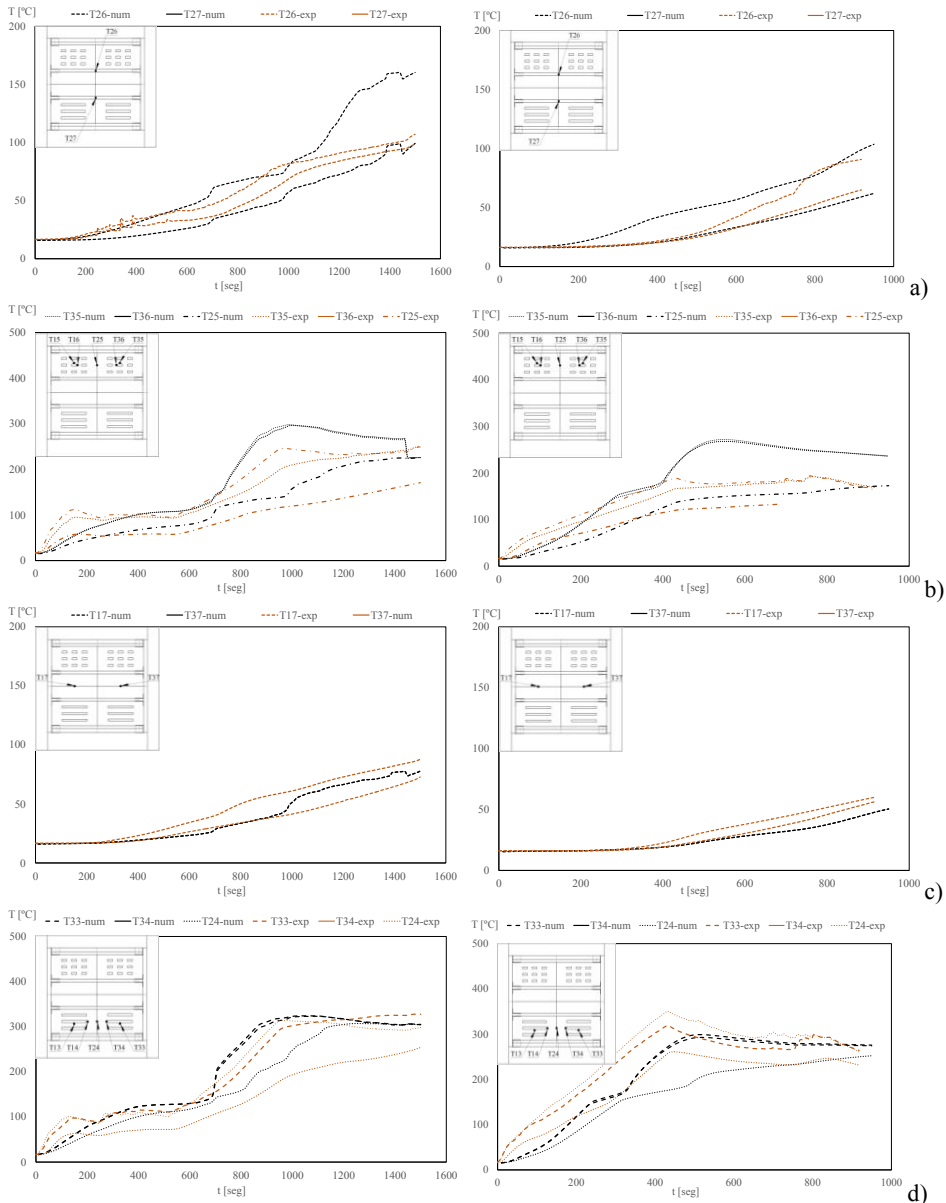 T [ºC] T26-num T27-num T26-exp T27-exp
200
150
100
50
0
0 200 400 600 800 1000 1200 1400 1600
t [seg]
T26
T27
T [ºC] T26-num T27-num T26-exp T27-exp
200
150
100
50
0
0 200 400 600 800 1000
t [seg]
T26
T27
a)
T [ºC] T35-num T36-num T25-num T35-exp T36-exp T25-exp
500
400
300
200
100
0
0 200 400 600 800 1000 1200 1400 1600
t [seg]
T15 T16 T25 T36 T35
T [ºC] T35-num T36-num T25-num T35-exp T36-exp T25-exp
500
400
300
200
100
0
0 200 400 600 800 1000
t [seg]
T15 T16 T25 T36 T35
b)
T [ºC] T17-num T37-num T17-exp T37-num
200
150
100
50
0
0 200 400 600 800 1000 1200 1400 1600
t [seg]
T17 T37
T [ºC] T17-num T37-num T17-exp T37-exp
200
150
100
50
0
0 200 400 600 800 1000
t [seg]
T17 T37
c)
T [ºC] T33-num T34-num T24-num T33-exp T34-exp T24-exp
500
400
300
200
100
0
0 200 400 600 800 1000 1200 1400 1600
t [seg]
T13 T14 T24 T34 T33
T [ºC] T33-num T34-num T24-num T33-exp T34-exp T24-exp
500
400
300
200
100
0
0 200 400 600 800 1000
t [seg]
T13 T14 T24 T34 T33
d)